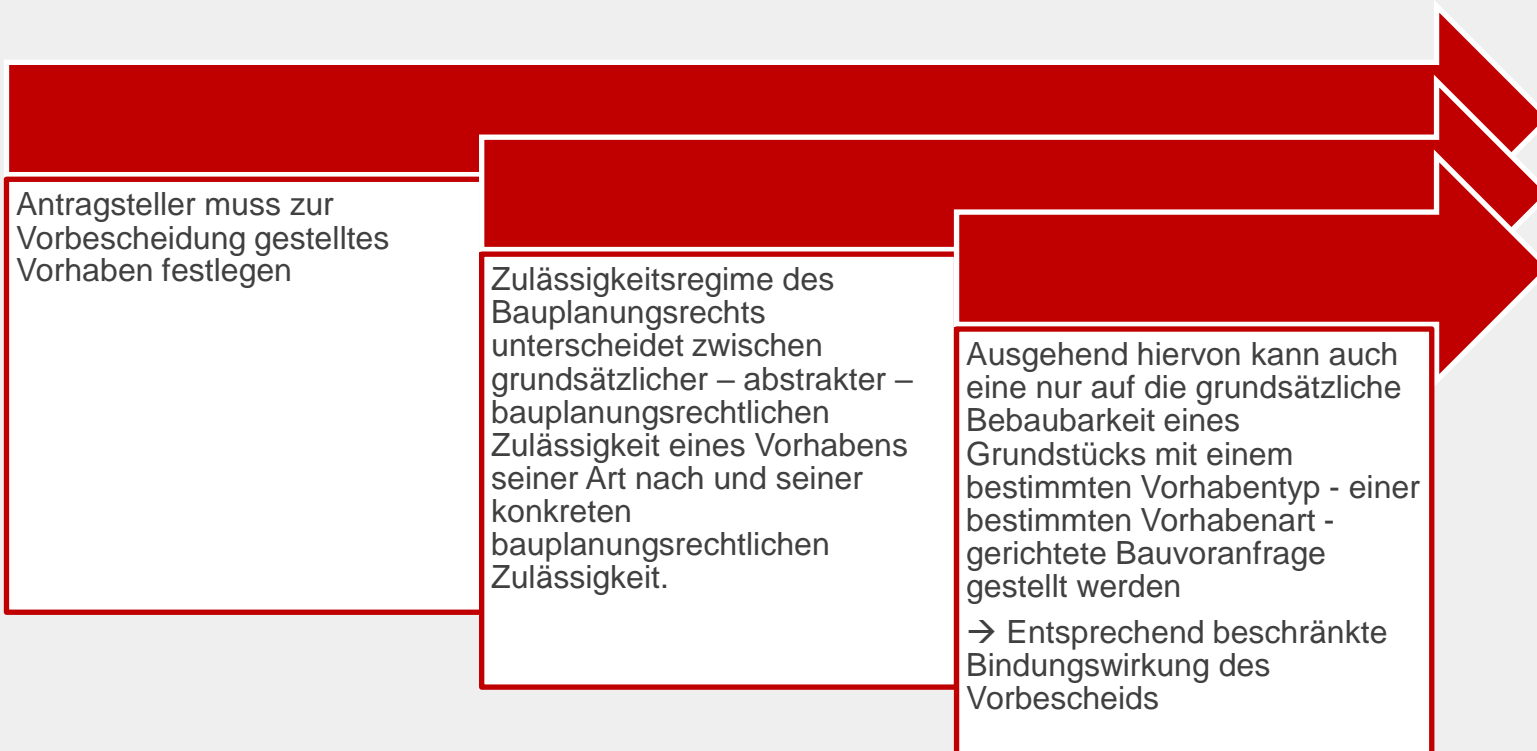 Antragsteller muss zur
Vorbescheidung gestelltes
Vorhaben festlegen
Zulässigkeitsregime des
Bauplanungsrechts
unterscheidet zwischen
grundsätzlicher – abstrakter –
bauplanungsrechtlichen
Zulässigkeit eines Vorhabens
seiner Art nach und seiner
konkreten
bauplanungsrechtlichen
Zulässigkeit.
Ausgehend hiervon kann auch
eine nur auf die grundsätzliche
Bebaubarkeit eines
Grundstücks mit einem
bestimmten Vorhabentyp - einer
bestimmten Vorhabenart -
gerichtete Bauvoranfrage
gestellt werden
→ Entsprechend beschränkte
Bindungswirkung des
Vorbescheids